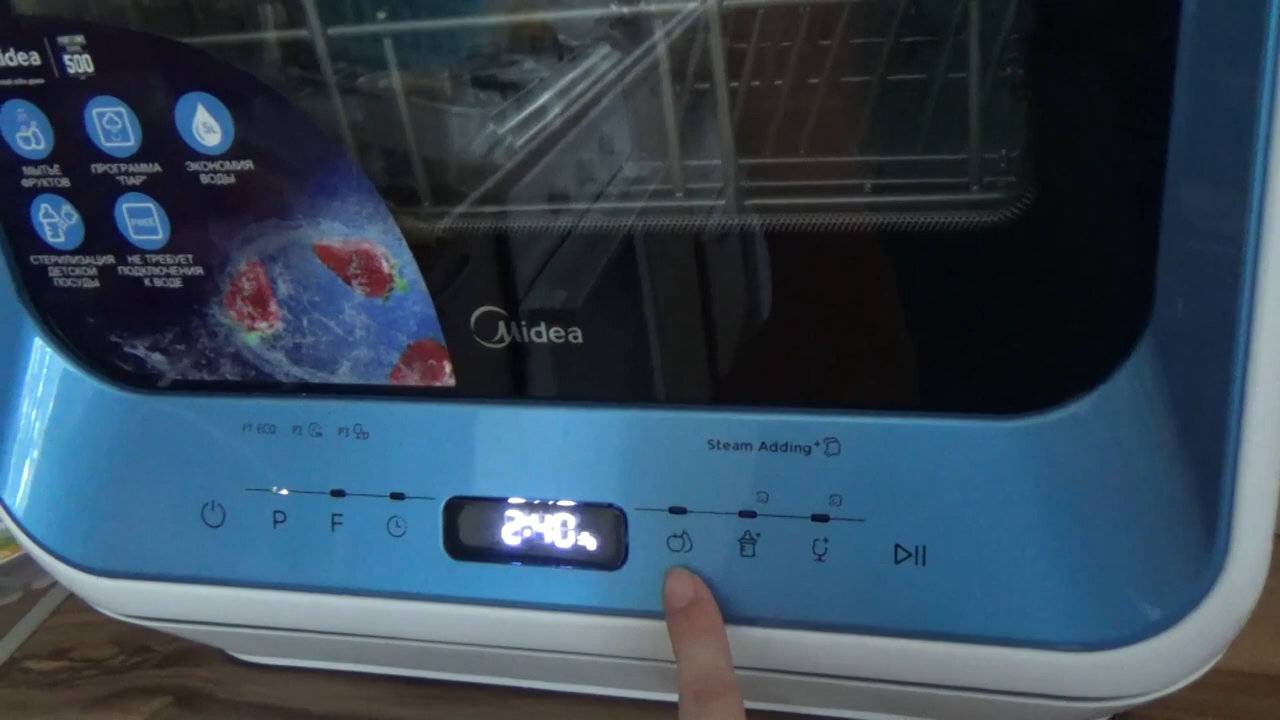 idea
500
МЫТЬЁ
ФРУКТОВ
ПРОГРАММА
"ПАР"
5L
ЭКОНОМИЯ
ВОДЫ
СТЕРИЛИЗАЦИЯ
ДЕТСКОЙ
ПОСУДЫ
FREE
НЕ ТРЕБУЕТ
ПОДКЛЮЧЕНИЯ
К ВОДЕ
Midea
P1 ECO P2 P3
Steam Adding+
P F
2:40